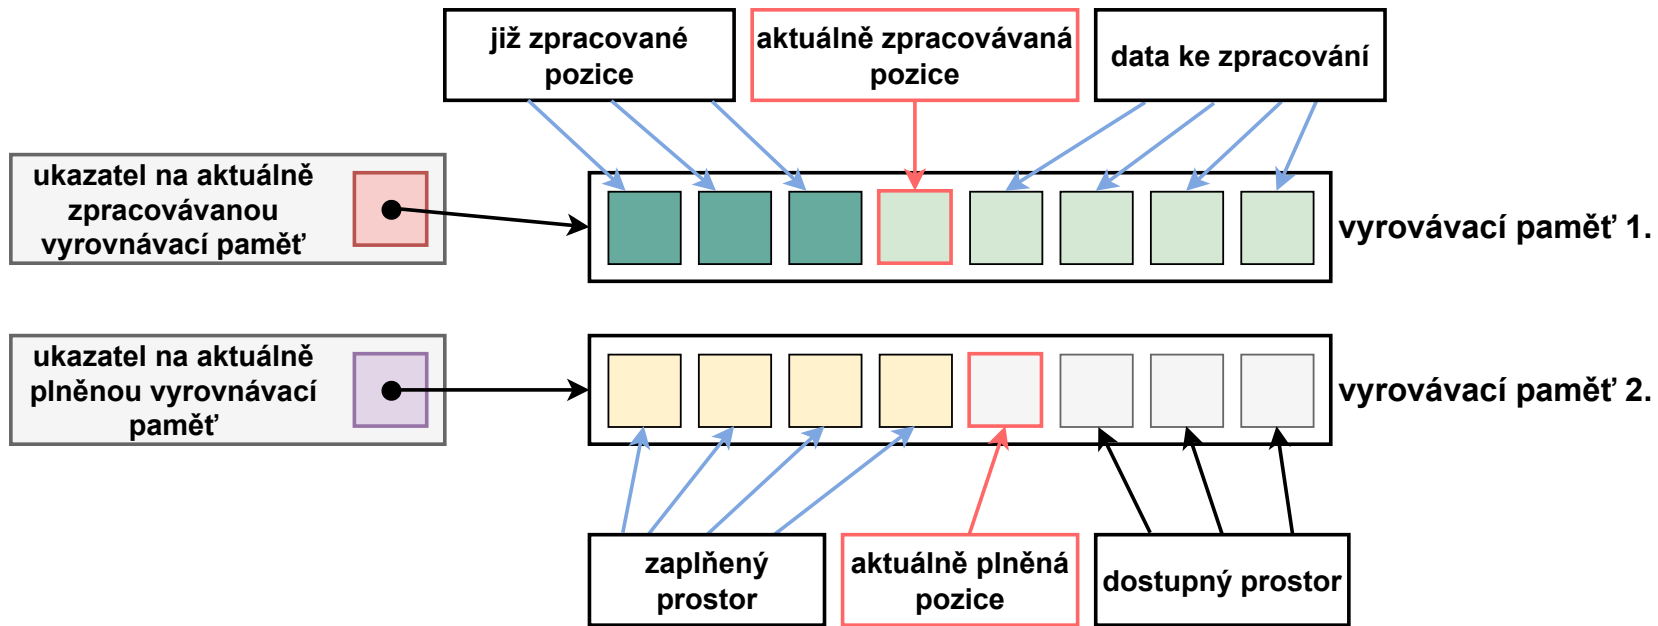 již zpracované
pozice
aktuálně zpracovávaná
pozice
data ke zpracování
ukazatel na aktuálně
zpracovávanou
vyrovnávací paměť
vyrovávací paměť 1.
ukazatel na aktuálně
plněnou vyrovnávací
paměť
vyrovávací paměť 2.
zaplňený
prostor
aktuálně plněná
pozice
dostupný prostor